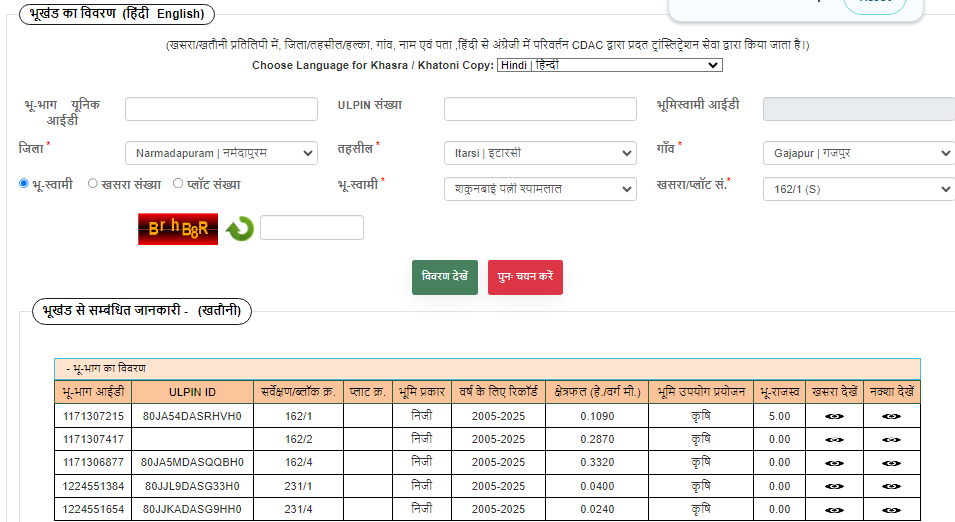 भूखंड का विवरण (हिंदी English)
(खसरा/खतौनी प्रतिलिपी में, जिला/तहसील/हल्का, गांव, नाम एवं पता ,हिंदी से अंग्रेजी में परिवर्तन CDAC द्वारा प्रदत ट्रांस्लिट्रेशन सेवा द्वारा किया जाता है।)
Choose Language for Khasra / Khatoni Copy: Hindi | हिन्दी
भू-भाग यूनिक आईडी ULPIN संख्या भूमिस्वामी आईडी
जिला * Narmadapuram | नर्मदापुरम तहसील * Itarsi | इटारसी गाँव * Gajapur | गजपुर
भू-स्वामी खसरा संख्या प्लॉट संख्या भू-स्वामी * शकुनबाई पत्नी श्यामलाल खसरा/प्लॉट सं.* 162/1 (S)
BrhB8R
विवरण देखें पुनः चयन करें
भूखंड से सम्बंधित जानकारी - (खतौनी)
- भू-भाग का विवरण
भू-भाग आईडी ULPIN ID सर्वेक्षण/ब्लॉक क्र. प्लाट क्र. भूमि प्रकार वर्ष के लिए रिकॉर्ड क्षेत्रफल (हे./वर्ग मी.) भूमि उपयोग प्रयोजन भू-राजस्व खसरा देखें नक्शा देखें
1171307215 80JA54DASRHVH0 162/1 निजी 2005-2025 0.1090 कृषि 5.00
1171307417 162/2 निजी 2005-2025 0.2870 कृषि 0.00
1171306877 80JA5MDASQQBH0 162/4 निजी 2005-2025 0.3320 कृषि 0.00
1224551384 80JJL9DASG33H0 231/1 निजी 2005-2025 0.0400 कृषि 0.00
1224551654 80JJKADASG9HH0 231/4 निजी 2005-2025 0.0240 कृषि 0.00